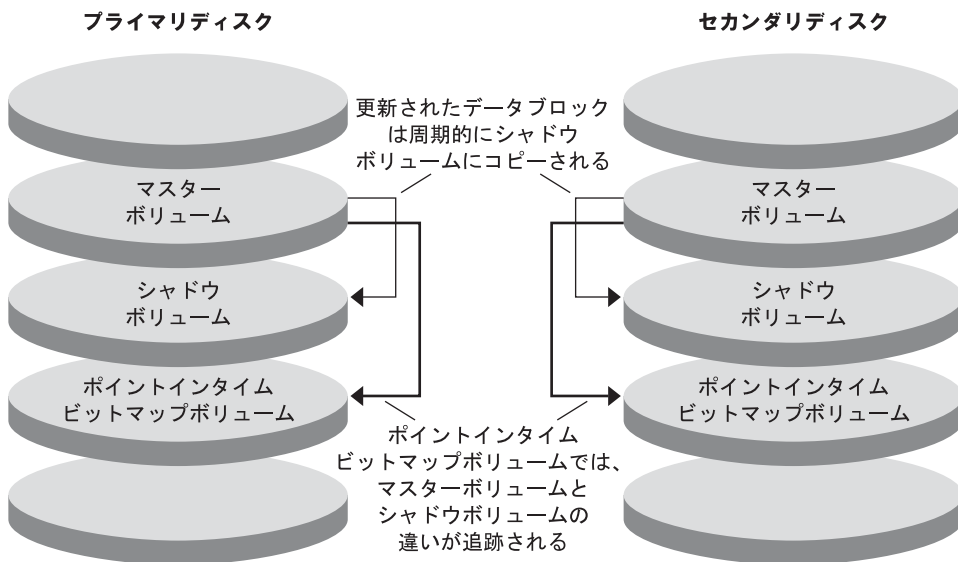 プライマリディスク
セカンダリディスク
更新されたデータブロック
は周期的にシャドウ
ボリュームにコピーされる
マスター
ボリューム
マスター
ボリューム
シャドウ
ボリューム
シャドウ
ボリューム
ポイントインタイム
ビットマップボリューム
ポイントインタイム
ビットマップボリューム
ポイントインタイム
ビットマップボリュームでは、
マスターボリュームと
シャドウボリュームの
違いが追跡される